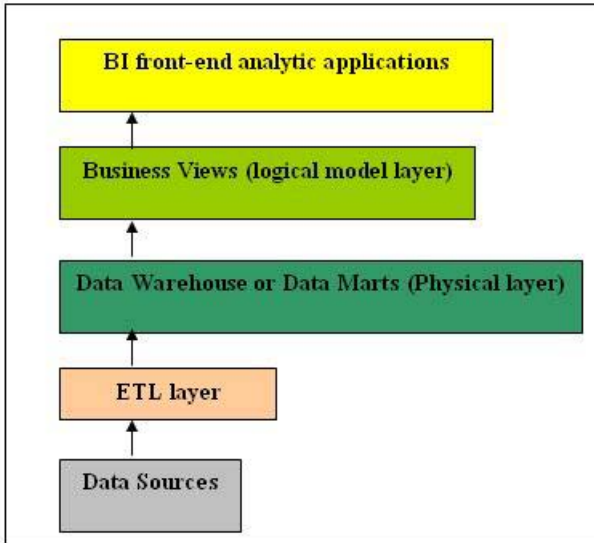 BI front-end analytic applications
Business Views (logical model layer)
Data Warehouse or Data Marts (Physical layer)
ETL layer
Data Sources